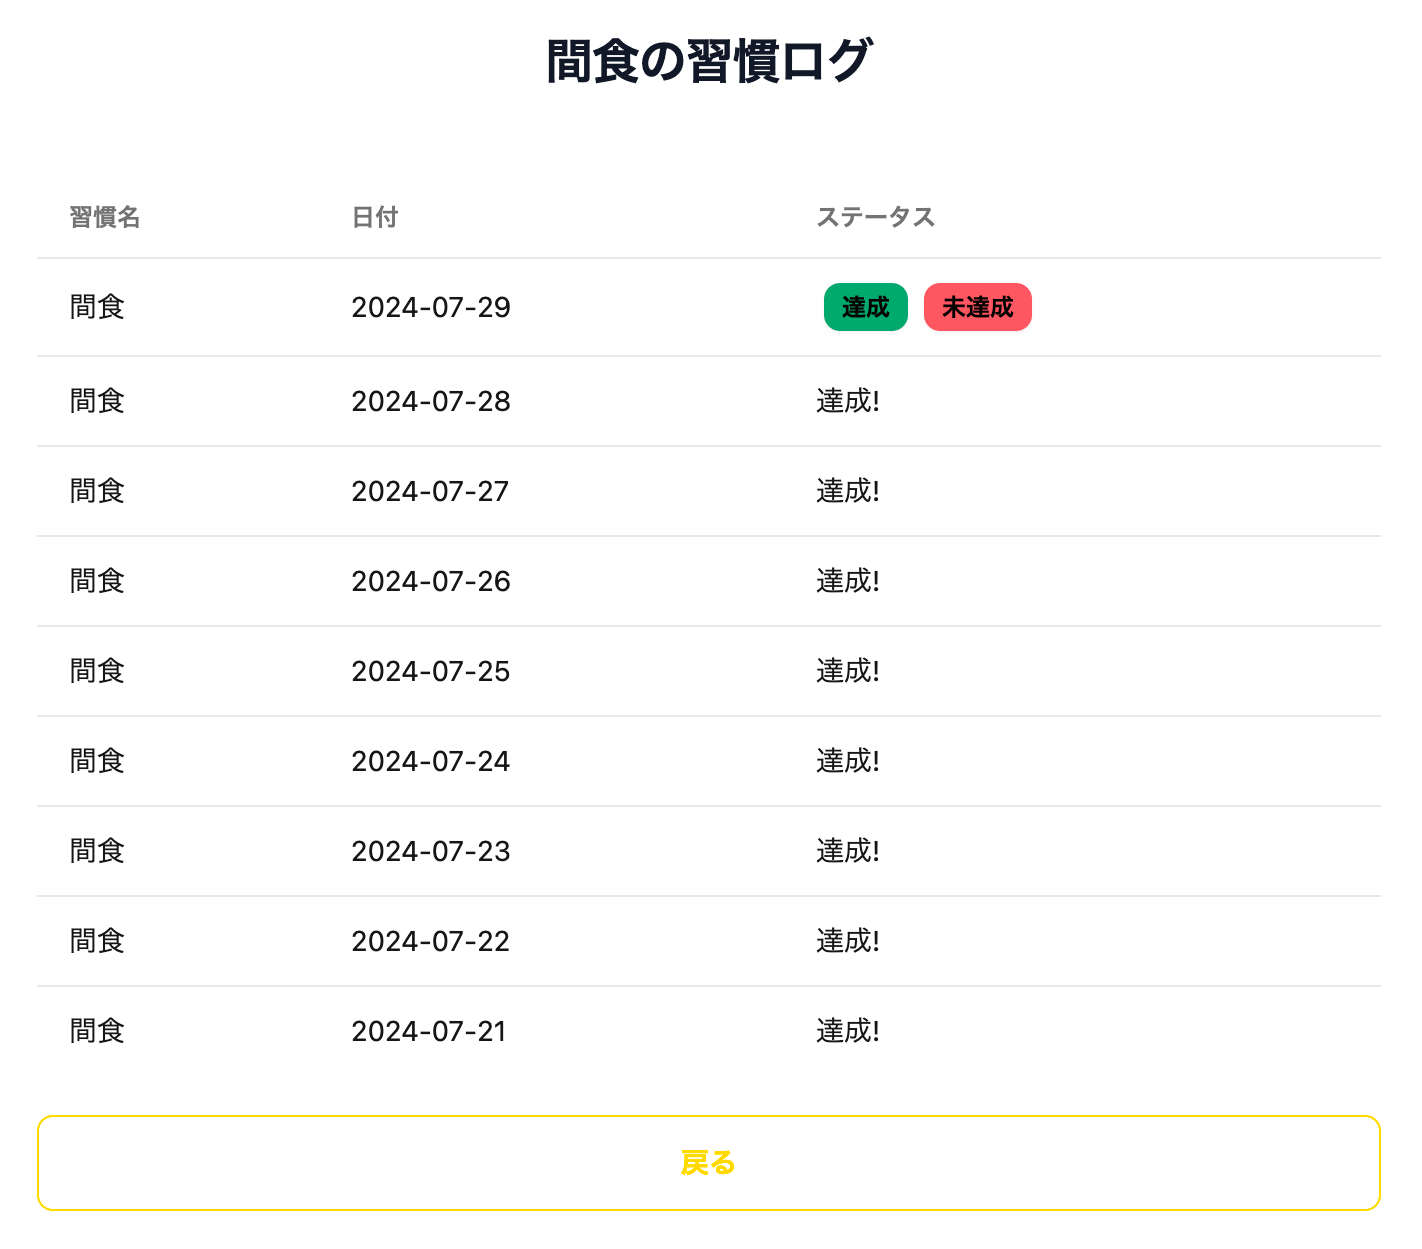 間食の習慣ログ
習慣名 日付 ステータス
間食 2024-07-29 達成 未達成
間食 2024-07-28 達成!
間食 2024-07-27 達成!
間食 2024-07-26 達成!
間食 2024-07-25 達成!
間食 2024-07-24 達成!
間食 2024-07-23 達成!
間食 2024-07-22 達成!
間食 2024-07-21 達成!
戻る